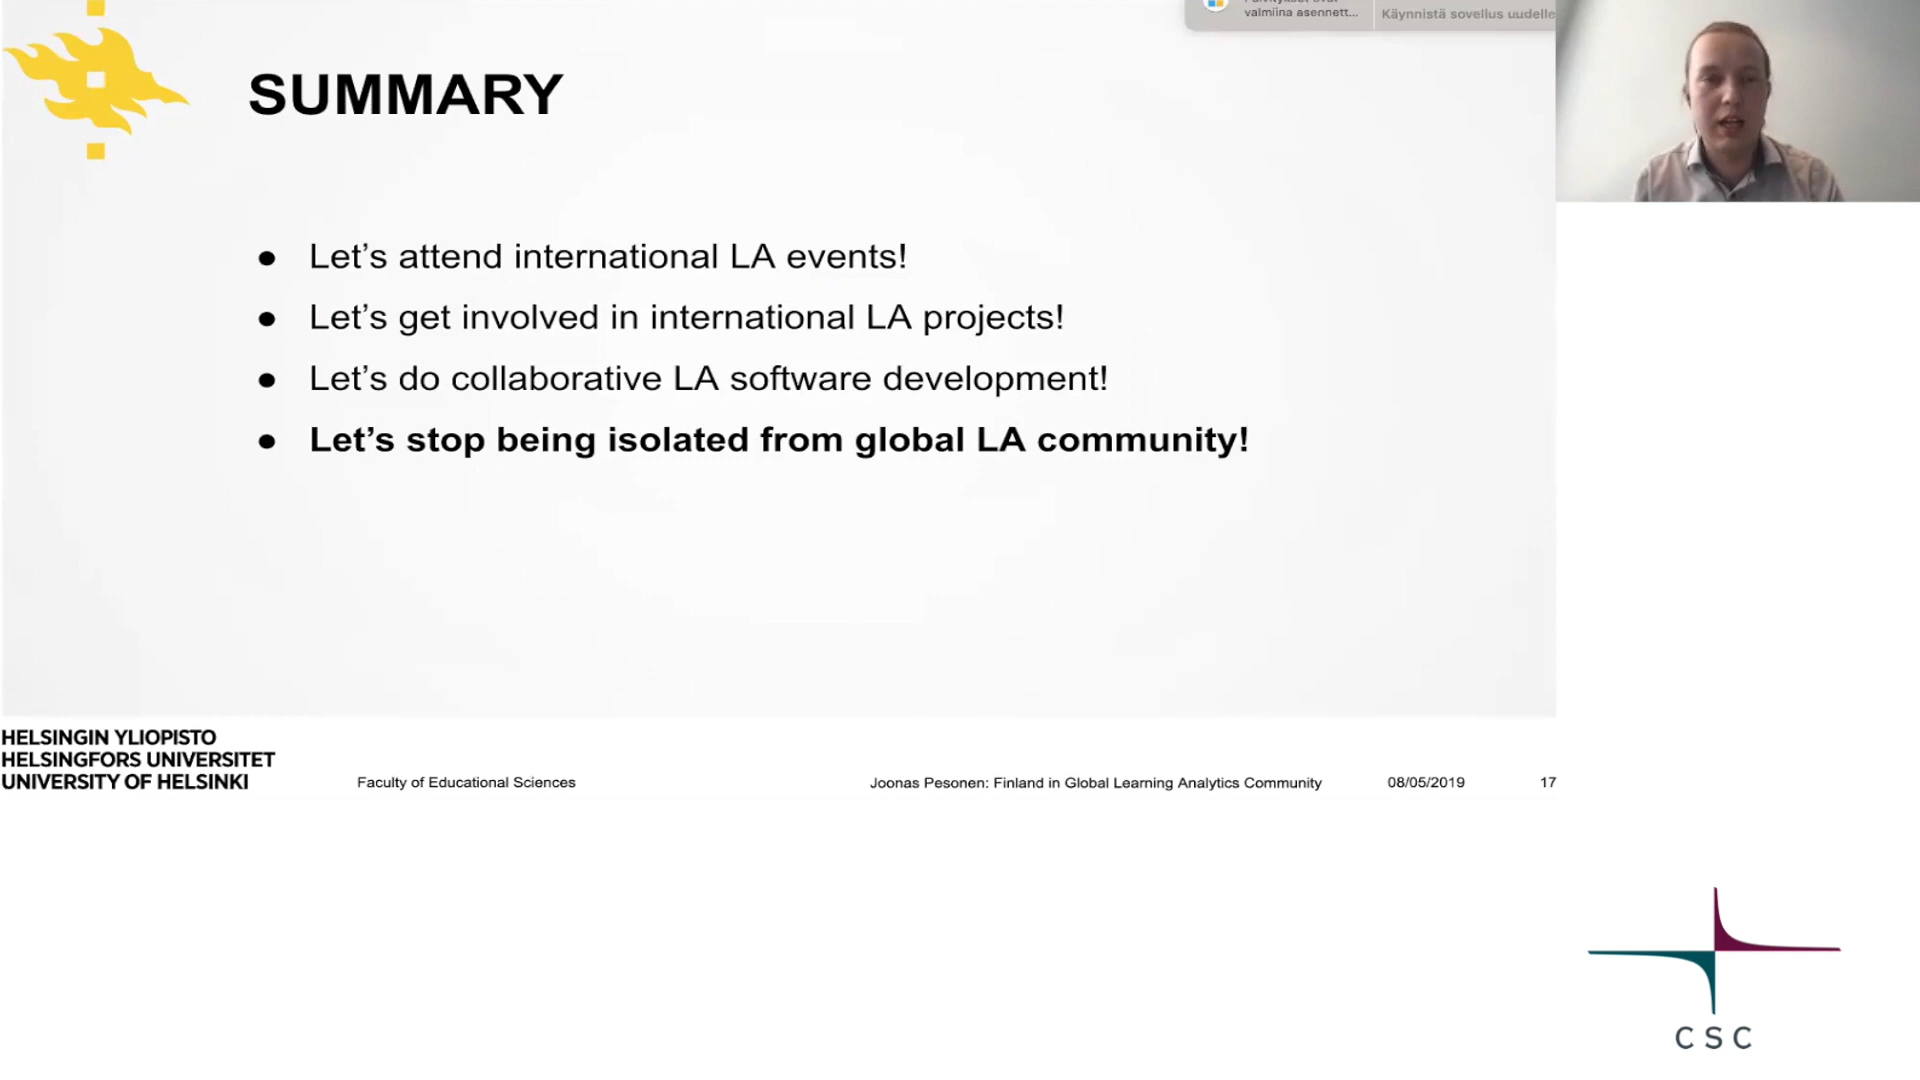 valmiina asennett...
Käynnistä sovellus uudelle
SUMMARY
● Let’s attend international LA events!
● Let’s get involved in international LA projects!
● Let’s do collaborative LA software development!
● Let’s stop being isolated from global LA community!
HELSINGIN YLIOPISTO
HELSINGFORS UNIVERSITET
UNIVERSITY OF HELSINKI
Faculty of Educational Sciences
Joonas Pesonen: Finland in Global Learning Analytics Community
08/05/2019
17
CSC